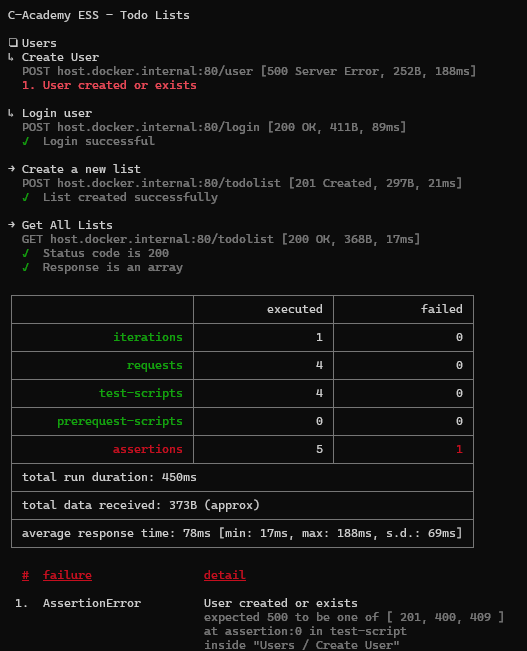 C-Academy ESS - Todo Lists
❏ Users
↳ Create User
POST host.docker.internal:80/user [500 Server Error, 252B, 188ms]
1. User created or exists
↳ Login user
POST host.docker.internal:80/login [200 OK, 411B, 89ms]
✓ Login successful
→ Create a new list
POST host.docker.internal:80/todolist [201 Created, 297B, 21ms]
✓ List created successfully
→ Get All Lists
GET host.docker.internal:80/todolist [200 OK, 368B, 17ms]
✓ Status code is 200
✓ Response is an array
executed failed
iterations 1 0
requests 4 0
test-scripts 4 0
prerequest-scripts 0 0
assertions 5 1
total run duration: 450ms
total data received: 373B (approx)
average response time: 78ms [min: 17ms, max: 188ms, s.d.: 69ms]
# failure detail
1. AssertionError User created or exists
expected 500 to be one of [ 201, 400, 409 ]
at assertion:0 in test-script
inside "Users / Create User"